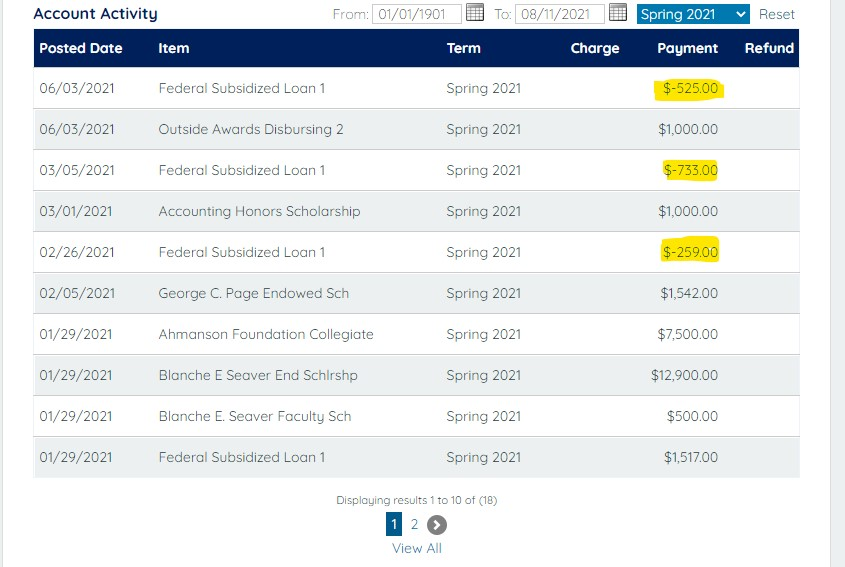 Account Activity From: 01/01/1901 To: 08/11/2021 Spring 2021 Reset
Posted Date Item Term Charge Payment Refund
06/03/2021 Federal Subsidized Loan 1 Spring 2021 $-525.00
06/03/2021 Outside Awards Disbursing 2 Spring 2021 $1,000.00
03/05/2021 Federal Subsidized Loan 1 Spring 2021 $-733.00
03/01/2021 Accounting Honors Scholarship Spring 2021 $1,000.00
02/26/2021 Federal Subsidized Loan 1 Spring 2021 $-259.00
02/05/2021 George C. Page Endowed Sch Spring 2021 $1,542.00
01/29/2021 Ahmanson Foundation Collegiate Spring 2021 $7,500.00
01/29/2021 Blanche E Seaver End Schlrshp Spring 2021 $12,900.00
01/29/2021 Blanche E. Seaver Faculty Sch Spring 2021 $500.00
01/29/2021 Federal Subsidized Loan 1 Spring 2021 $1,517.00
Displaying results 1 to 10 of (18)
1 2
View All